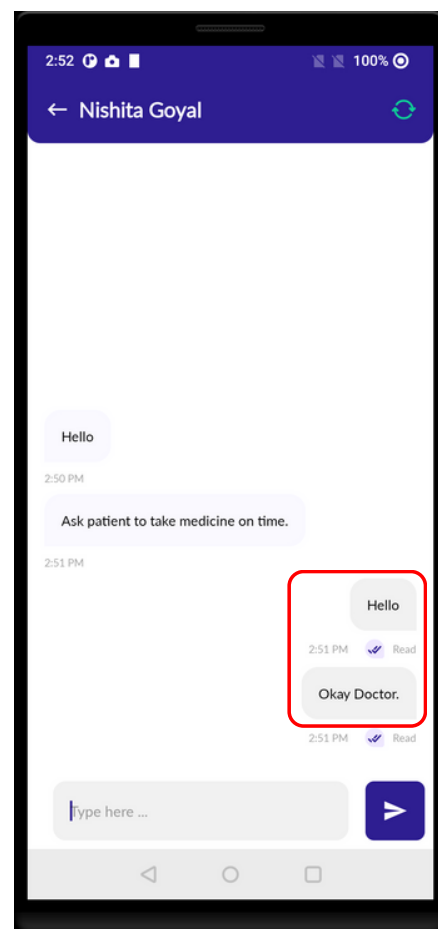 2:52 100%
Nishita Goyal
Hello
2:50 PM
Ask patient to take medicine on time.
2:51 PM
Hello
2:51 PM Read
Okay Doctor.
2:51 PM Read
Type here ...